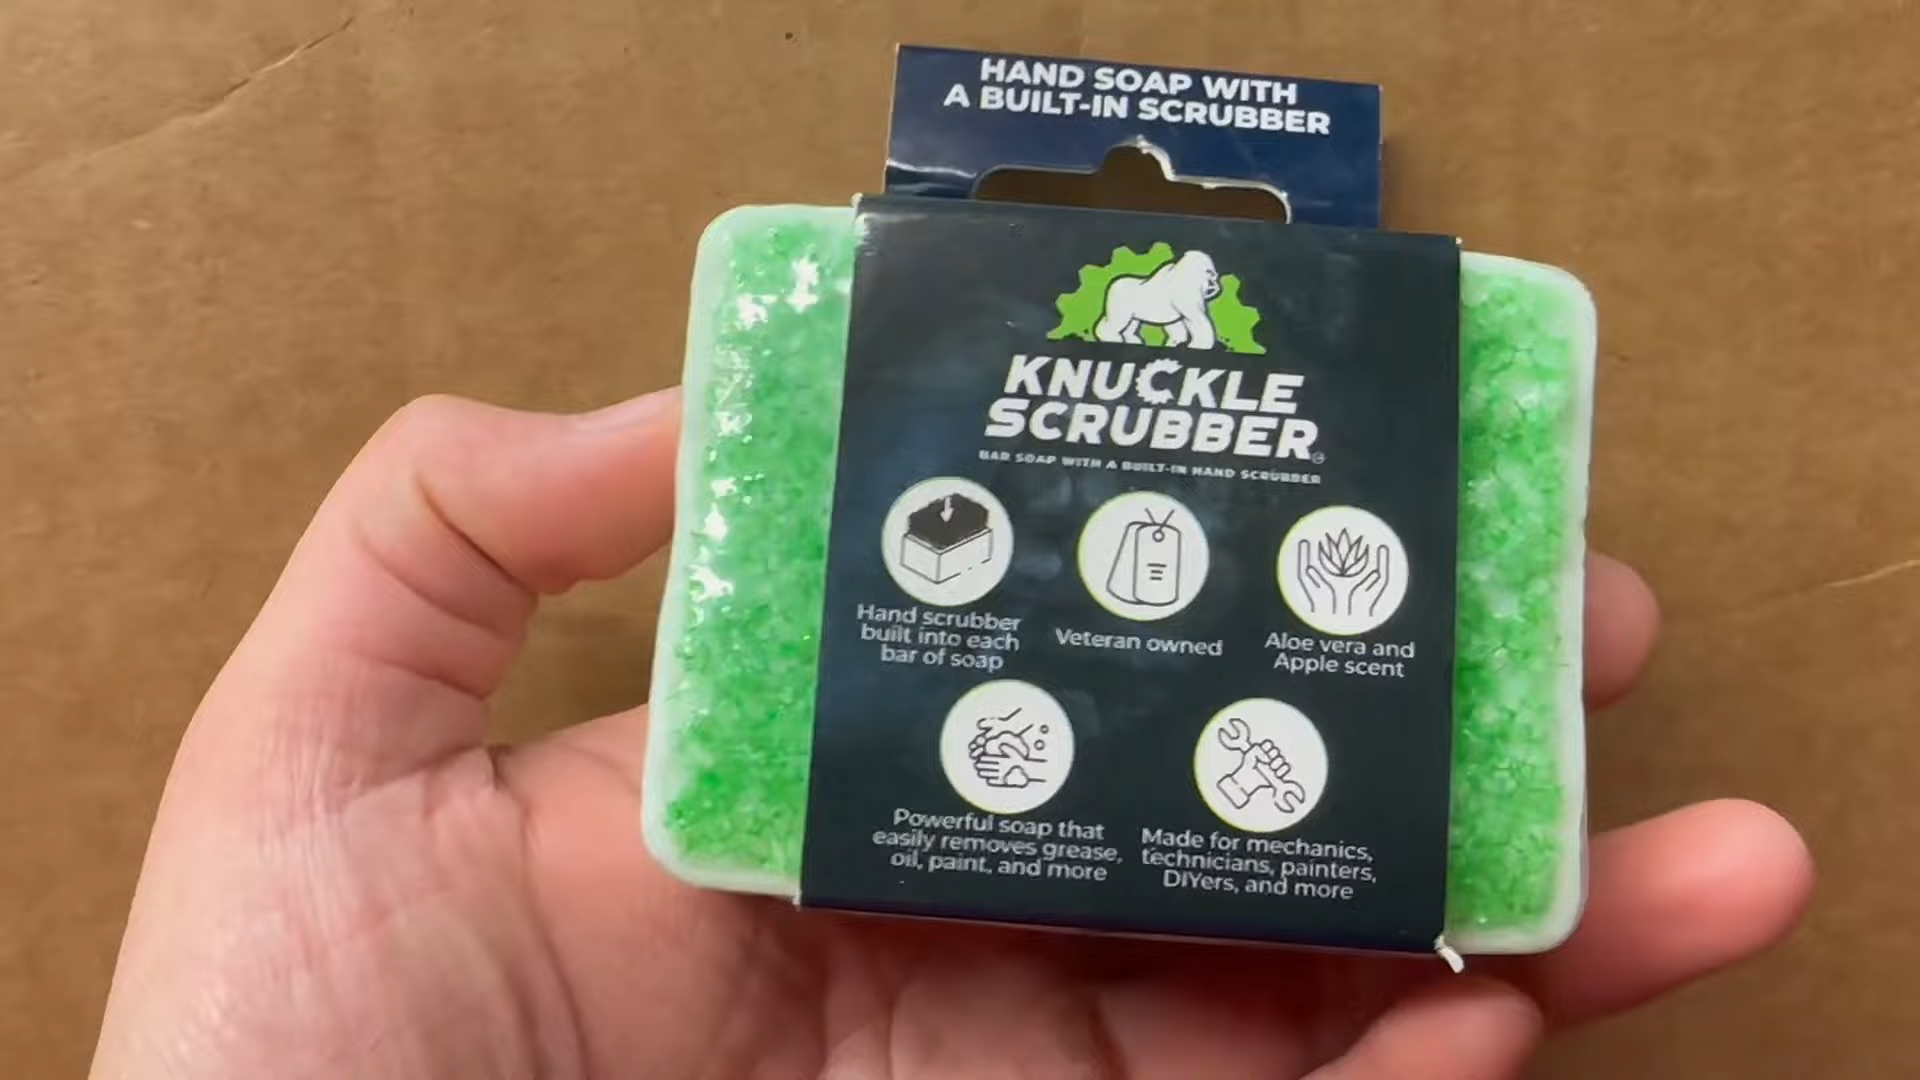 HAND SOAP WITH
A BUILT-IN SCRUBBER
KNUCKLE
SCRUBBER
BAR SOAP WITH A BUILT-IN HAND SCRUBBER
Hand scrubber
built into each
bar of soap
Veteran owned
Aloe vera and
Apple scent
Powerful soap that
easily removes grease,
oil, paint, and more
Made for mechanics,
technicians, painters,
DIYers, and more